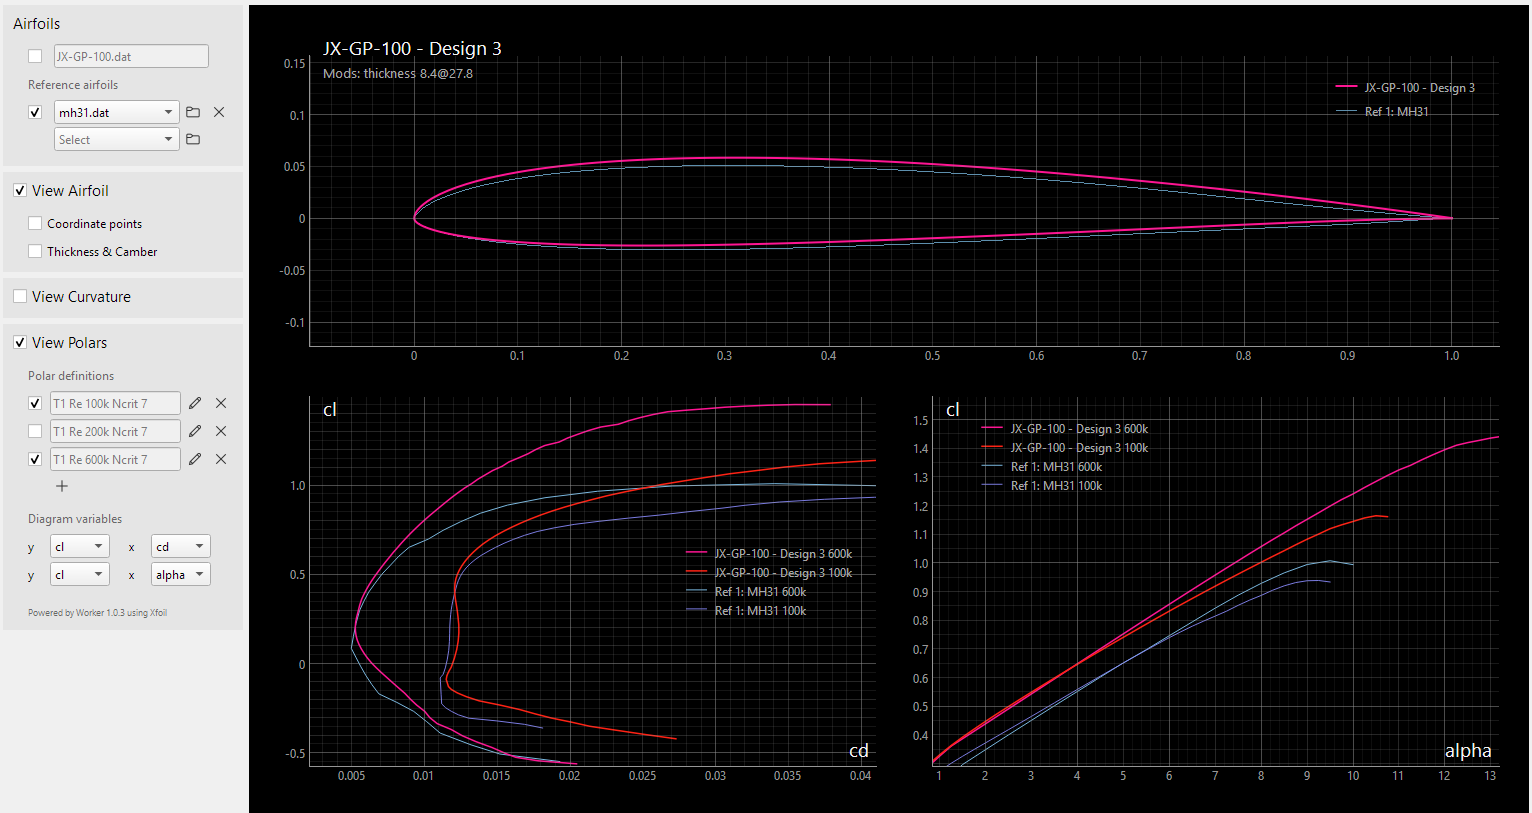 Airfoils
JX-GP-100.dat
Reference airfoils
mh31.dat
Select
View Airfoil
Coordinate points
Thickness & Camber
View Curvature
View Polars
Polar definitions
T1 Re 100k Ncrit 7
T1 Re 200k Ncrit 7
T1 Re 600k Ncrit 7
Diagram variables
y cl x cd
y cl x alpha
Powered by Worker 1.0.3 using Xfoil
JX-GP-100 - Design 3
Mods: thickness 8.4@27.8
JX-GP-100 - Design 3
Ref 1: MH31
0.15
0.1
0.05
0
-0.05
-0.1
0 0.1 0.2 0.3 0.4 0.5 0.6 0.7 0.8 0.9 1.0
cl
1.0
0.5
0
-0.5
JX-GP-100 - Design 3 600k
JX-GP-100 - Design 3 100k
Ref 1: MH31 600k
Ref 1: MH31 100k
cd
0.005 0.01 0.015 0.02 0.025 0.03 0.035 0.04
cl
JX-GP-100 - Design 3 600k
JX-GP-100 - Design 3 100k
Ref 1: MH31 600k
Ref 1: MH31 100k
1.5
1.4
1.3
1.2
1.1
1.0
0.9
0.8
0.7
0.6
0.5
0.4
alpha
1 2 3 4 5 6 7 8 9 10 11 12 13